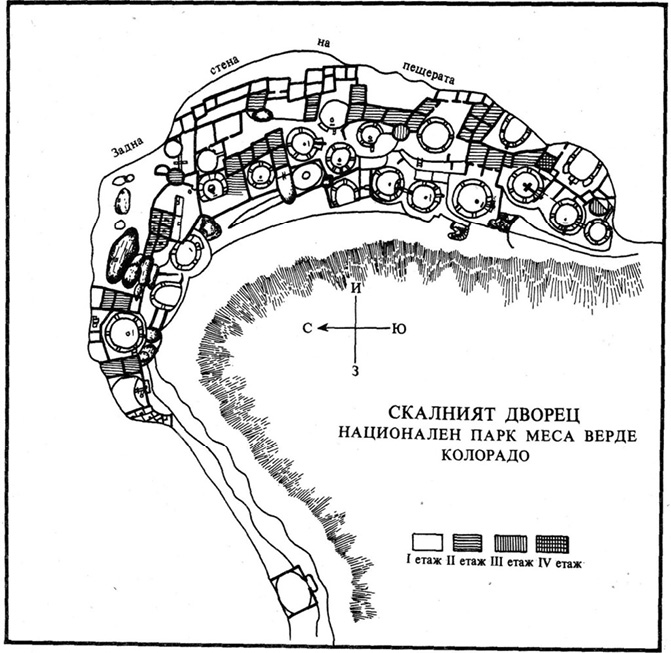 Задна
стена
на
пещерата
И
С
Ю
З
СКАЛНИЯТ ДВОРЕЦ
НАЦИОНАЛЕН ПАРК МЕСА ВЕРДЕ
КОЛОРАДО
I етаж II етаж III етаж IV етаж